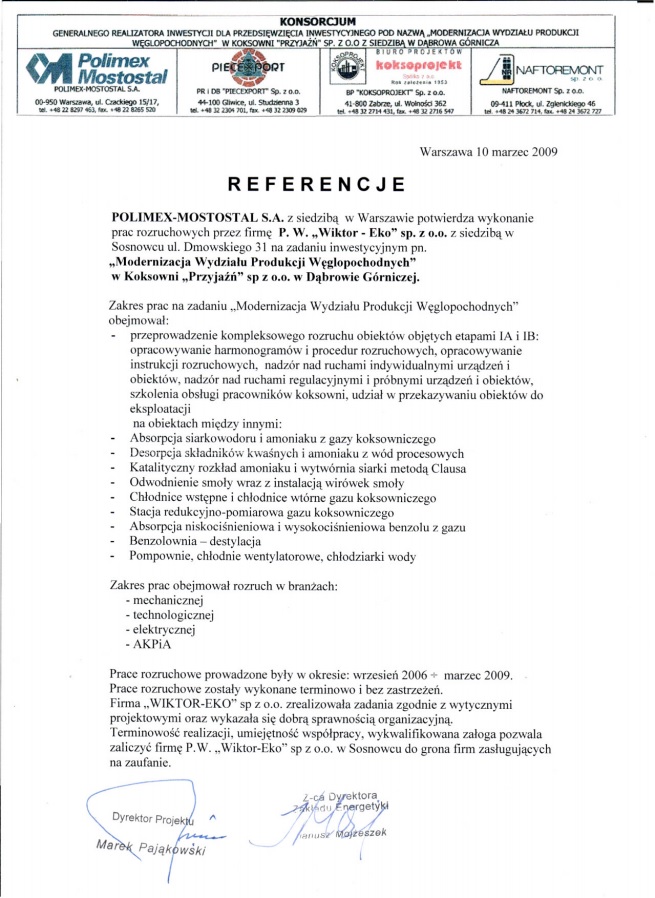 KONSORCJUM
GENERALNEGO REALIZATORA INWESTYCJI DLA PRZEDSIĘWZIĘCIA INWESTYCYJNEGO POD NAZWĄ „MODERNIZACJA WYDZIAŁU PRODUKCJI
WĘGLOPOCHODNYCH" W KOKSOWNI "PRZYJAŹŃ" SP. Z O.O Z SIEDZIBĄ W DĄBROWA GÓRNICZA
Polimex
Mostostal
POLIMEX-MOSTOSTAL S.A.
00-950 Warszawa, ul. Czackiego 15/17,
tel. +48 22 8297 463, fax. +48 22 8265 520
PIECEXPORT
PR i DB "PIECEXPORT" Sp. z o.o.
44-100 Gliwice, ul. Studzienna 3
tel. +48 32 2304 701, fax. +48 32 2309 029
KOKSOPROJEKT
BIURO PROJEKTÓW
koksoprojekt
Spółka z o.o.
Rok założenia 1953
BP "KOKSOPROJEKT" Sp. z o.o.
41-800 Zabrze, ul. Wolności 362
tel. +48 32 2714 431, fax. +48 32 2716 547
NAFTOREMONT
sp. z o.o.
NAFTOREMONT Sp. z o.o.
09-411 Płock, ul. Zglenickiego 46
tel. +48 24 3672 714, fax. +48 24 3672 727
Warszawa 10 marzec 2009
REFERENCJE
POLIMEX-MOSTOSTAL S.A. z siedzibą w Warszawie potwierdza wykonanie
prac rozruchowych przez firmę P. W. „Wiktor - Eko" sp. z o.o. z siedzibą w
Sosnowcu ul. Dmowskiego 31 na zadaniu inwestycyjnym pn.
„Modernizacja Wydziału Produkcji Węglopochodnych"
w Koksowni „Przyjaźń" sp z o.o. w Dąbrowie Górniczej.
Zakres prac na zadaniu „Modernizacja Wydziału Produkcji Węglopochodnych"
obejmował:
- przeprowadzenie kompleksowego rozruchu obiektów objętych etapami IA i IB:
opracowywanie harmonogramów i procedur rozruchowych, opracowywanie
instrukcji rozruchowych, nadzór nad ruchami indywidualnymi urządzeń i
obiektów, nadzór nad ruchami regulacyjnymi i próbnymi urządzeń i obiektów,
szkolenia obsługi pracowników koksowni, udział w przekazywaniu obiektów do
eksploatacji
na obiektach między innymi:
- Absorpcja siarkowodoru i amoniaku z gazy koksowniczego
- Desorpcja składników kwaśnych i amoniaku z wód procesowych
- Katalityczny rozkład amoniaku i wytwórnia siarki metodą Clausa
- Odwodnienie smoły wraz z instalacją wirówek smoły
- Chłodnice wstępne i chłodnice wtórne gazu koksowniczego
- Stacja redukcyjno-pomiarowa gazu koksowniczego
- Absorpcja niskociśnieniowa i wysokociśnieniowa benzolu z gazu
- Benzolownia – destylacja
- Pompownie, chłodnie wentylatorowe, chłodziarki wody
Zakres prac obejmował rozruch w branżach:
- mechanicznej
- technologicznej
- elektrycznej
- AKPiA
Prace rozruchowe prowadzone były w okresie: wrzesień 2006 ÷ marzec 2009.
Prace rozruchowe zostały wykonane terminowo i bez zastrzeżeń.
Firma „WIKTOR-EKO" sp z o.o. zrealizowała zadania zgodnie z wytycznymi
projektowymi oraz wykazała się dobrą sprawnością organizacyjną.
Terminowość realizacji, umiejętność współpracy, wykwalifikowana załoga pozwala
zaliczyć firmę P.W. „Wiktor-Eko" sp z o.o. w Sosnowcu do grona firm zasługujących
na zaufanie.
Dyrektor Projektu
Marek Pająkowski
Z-ca Dyrektora
Zakładu Energetyki
Janusz Mojżeszek